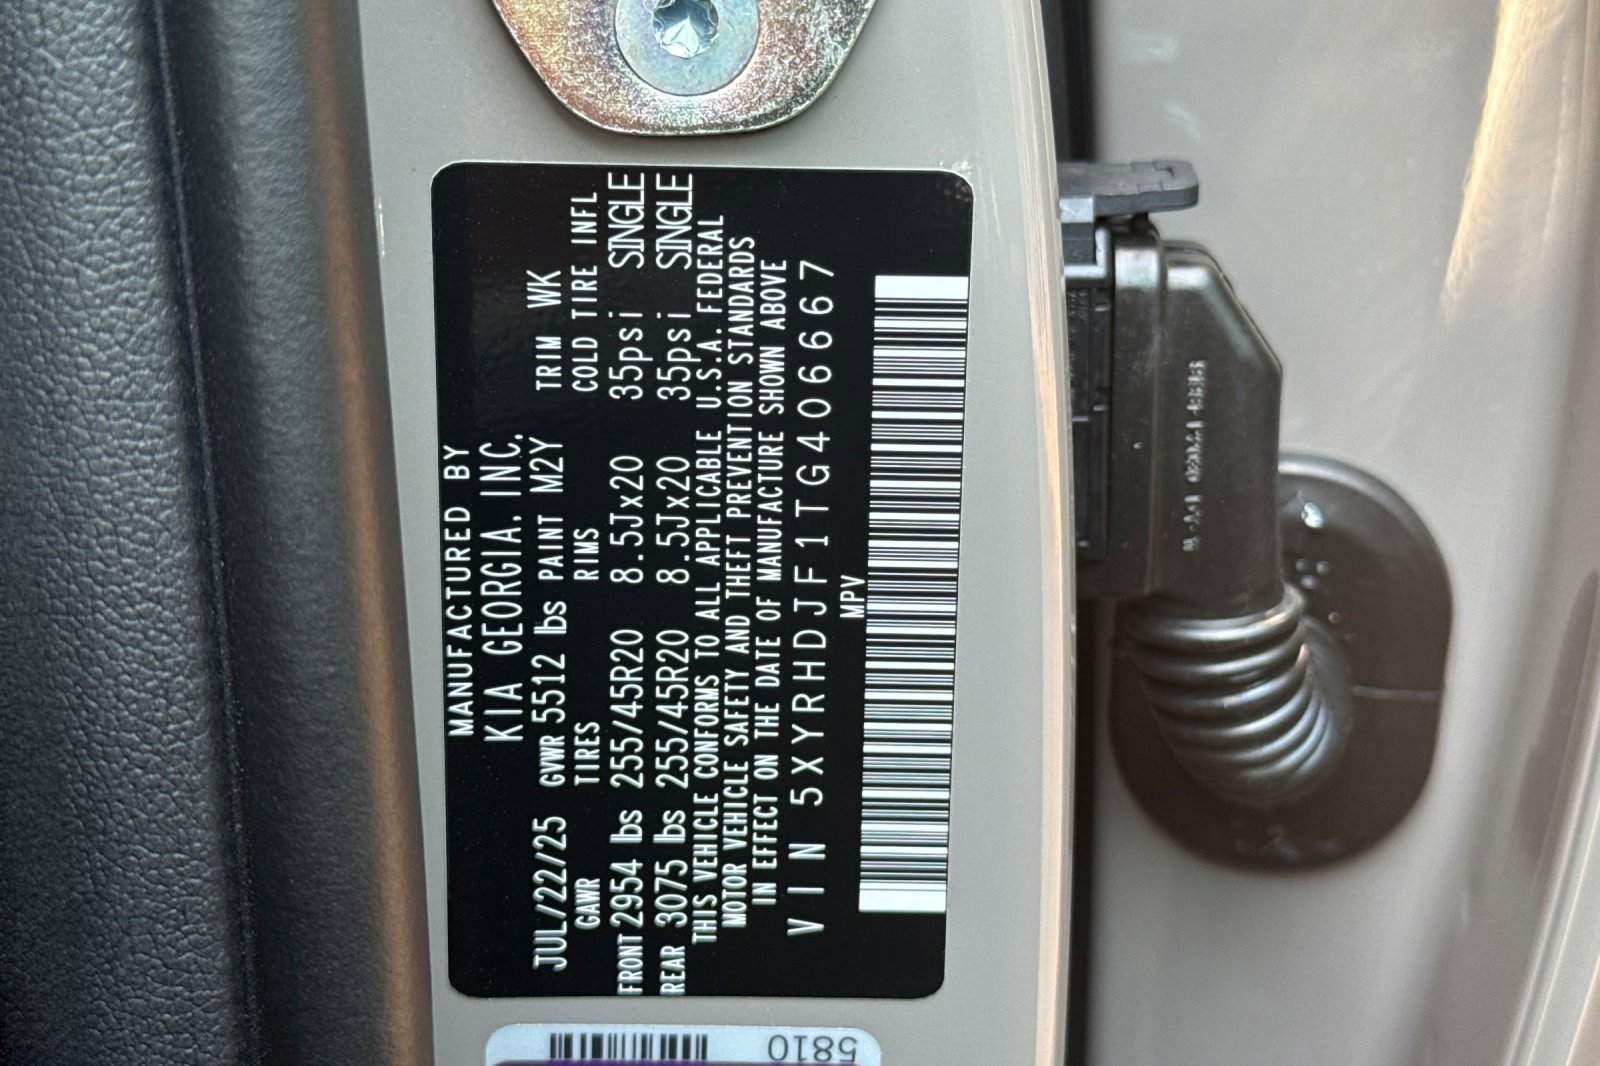 MANUFACTURED BY
KIA GEORGIA, INC.
JUL/22/25 GVWR 5512 lbs PAINT M2Y TRIM WK
GAWR TIRES RIMS COLD TIRE INFL
FRONT 2954 lbs 255/45R20 8.5Jx20 35psi SINGLE
REAR 3075 lbs 255/45R20 8.5Jx20 35psi SINGLE
THIS VEHICLE CONFORMS TO ALL APPLICABLE U.S.A. FEDERAL
MOTOR VEHICLE SAFETY AND THEFT PREVENTION STANDARDS
IN EFFECT ON THE DATE OF MANUFACTURE SHOWN ABOVE
VIN 5XYRHDJF1TG406667
MPV
5810